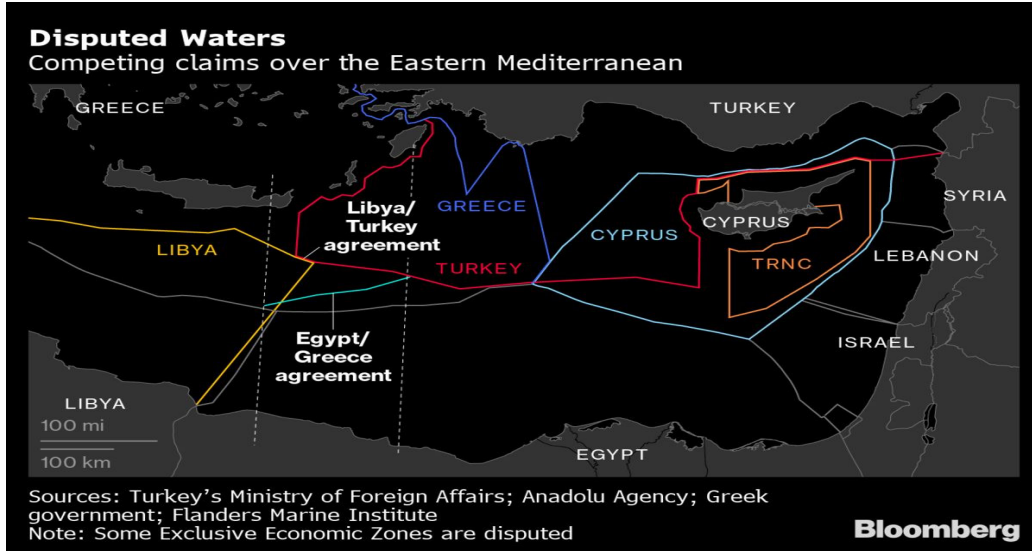 Disputed Waters
Competing claims over the Eastern Mediterranean
GREECE
TURKEY
SYRIA
Libya/
Turkey
agreement
GREECE
CYPRUS
CYPRUS
LIBYA
TURKEY
TRNC
LEBANON
Egypt/
Greece
agreement
ISRAEL
LIBYA
100 mi
100 km
EGYPT
Sources: Turkey's Ministry of Foreign Affairs; Anadolu Agency; Greek
government; Flanders Marine Institute
Note: Some Exclusive Economic Zones are disputed
Bloomberg